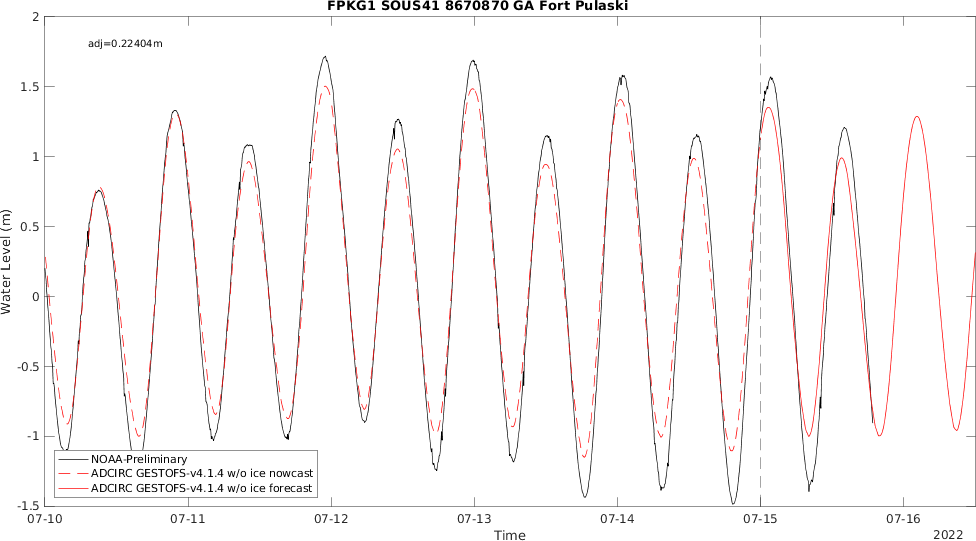 FPKG1 SOUS41 8670870 GA Fort Pulaski
adj=0.22404m
2
1.5
1
0.5
0
-0.5
-1
-1.5
Water Level (m)
NOAA-Preliminary
ADCIRC GESTOFS-v4.1.4 w/o ice nowcast
ADCIRC GESTOFS-v4.1.4 w/o ice forecast
07-10 07-11 07-12 07-13 07-14 07-15 07-16
Time
2022